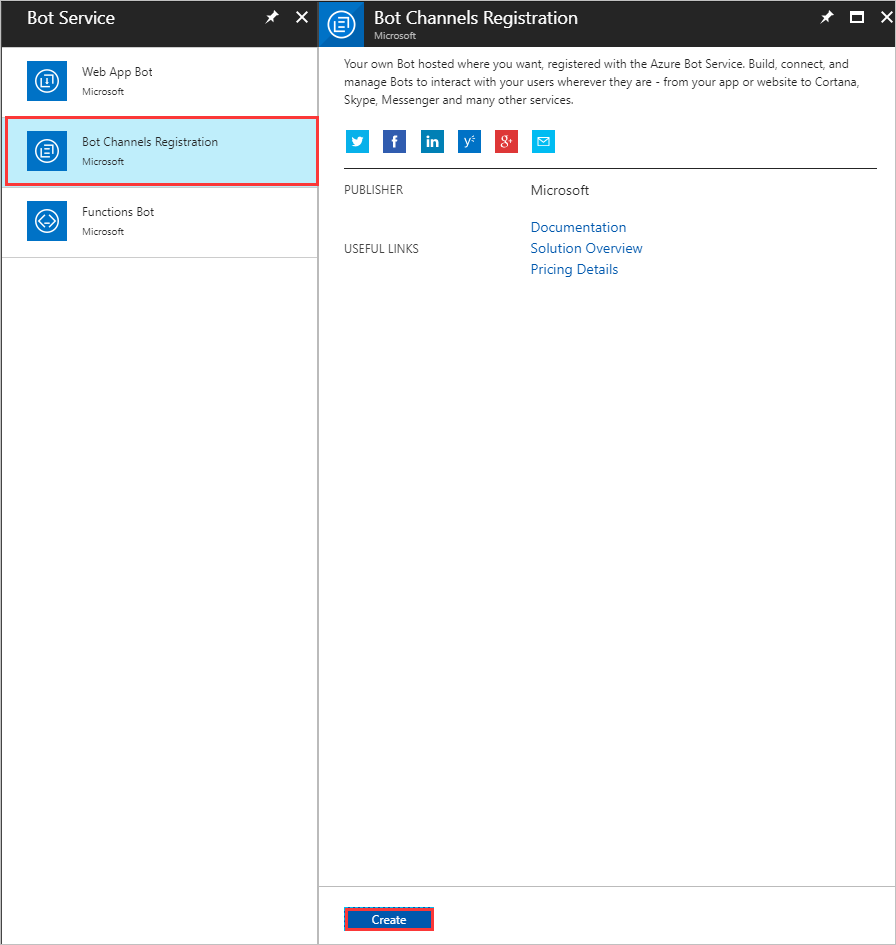 Bot Service
Web App Bot
Microsoft
Bot Channels Registration
Microsoft
Functions Bot
Microsoft
Bot Channels Registration
Microsoft
Your own Bot hosted where you want, registered with the Azure Bot Service. Build, connect, and
manage Bots to interact with your users wherever they are - from your app or website to Cortana,
Skype, Messenger and many other services.
f in y g+
PUBLISHER Microsoft
USEFUL LINKS
Documentation
Solution Overview
Pricing Details
Create